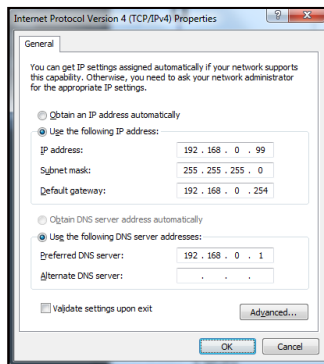 Internet Protocol Version 4 (TCP/IPv4) Properties
General
You can get IP settings assigned automatically if your network supports
this capability. Otherwise, you need to ask your network administrator
for the appropriate IP settings.
Obtain an IP address automatically
Use the following IP address:
IP address: 192 . 168 . 0 . 99
Subnet mask: 255 . 255 . 255 . 0
Default gateway: 192 . 168 . 0 . 254
Obtain DNS server address automatically
Use the following DNS server addresses:
Preferred DNS server: 192 . 168 . 0 . 1
Alternate DNS server: . . .
Validate settings upon exit
Advanced...
OK Cancel